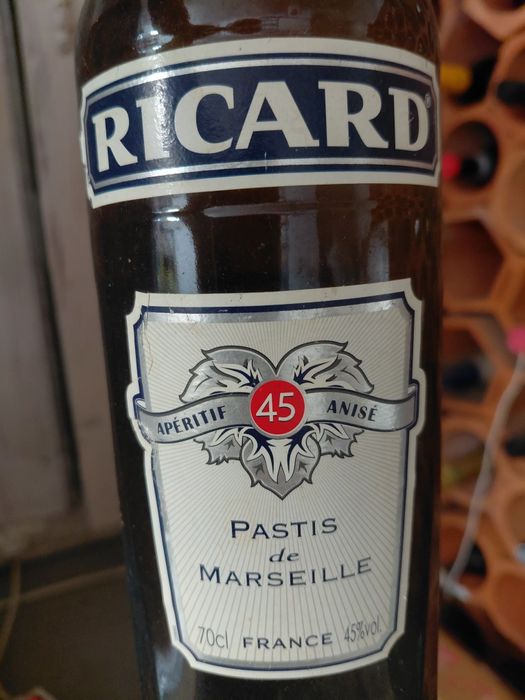 RICARD®
APÉRITIF 45 ANISÉ
PASTIS
de
MARSEILLE
70cl FRANCE 45%vol.